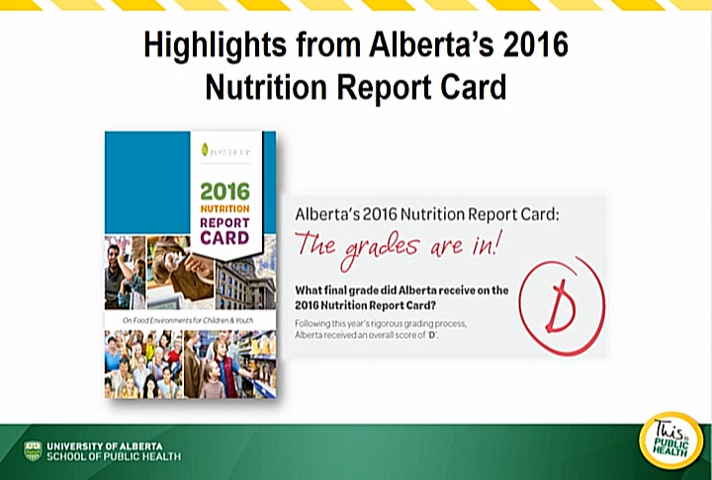 Highlights from Alberta's 2016
Nutrition Report Card
2016
NUTRITION
REPORT
CARD
On Food Environments for Children & Youth
Alberta's 2016 Nutrition Report Card:
The grades are in!
What final grade did Alberta receive on the
2016 Nutrition Report Card?
Following this year's rigorous grading process,
Alberta received an overall score of 'D'.
D
UNIVERSITY OF ALBERTA
SCHOOL OF PUBLIC HEALTH
This is
PUBLIC
HEALTH